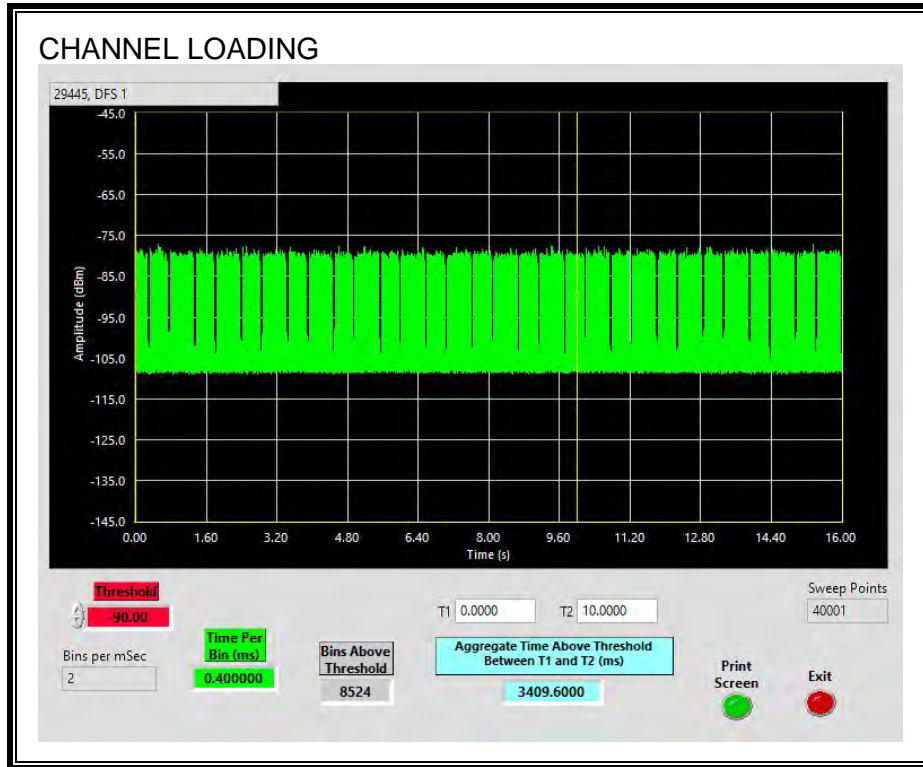 CHANNEL LOADING
29445, DFS 1
-45.0
-55.0
-65.0
-75.0
-85.0
-95.0
-105.0
-115.0
-125.0
-135.0
-145.0
Amplitude (dBm)
0.00 1.60 3.20 4.80 6.40 8.00 9.60 11.20 12.80 14.40 16.00
Time (s)
Threshold
-90.00
Bins per mSec
2
Time Per
Bin (ms)
0.400000
Bins Above
Threshold
8524
T1 0.0000 T2 10.0000
Aggregate Time Above Threshold
Between T1 and T2 (ms)
3409.6000
Sweep Points
40001
Print
Screen
Exit